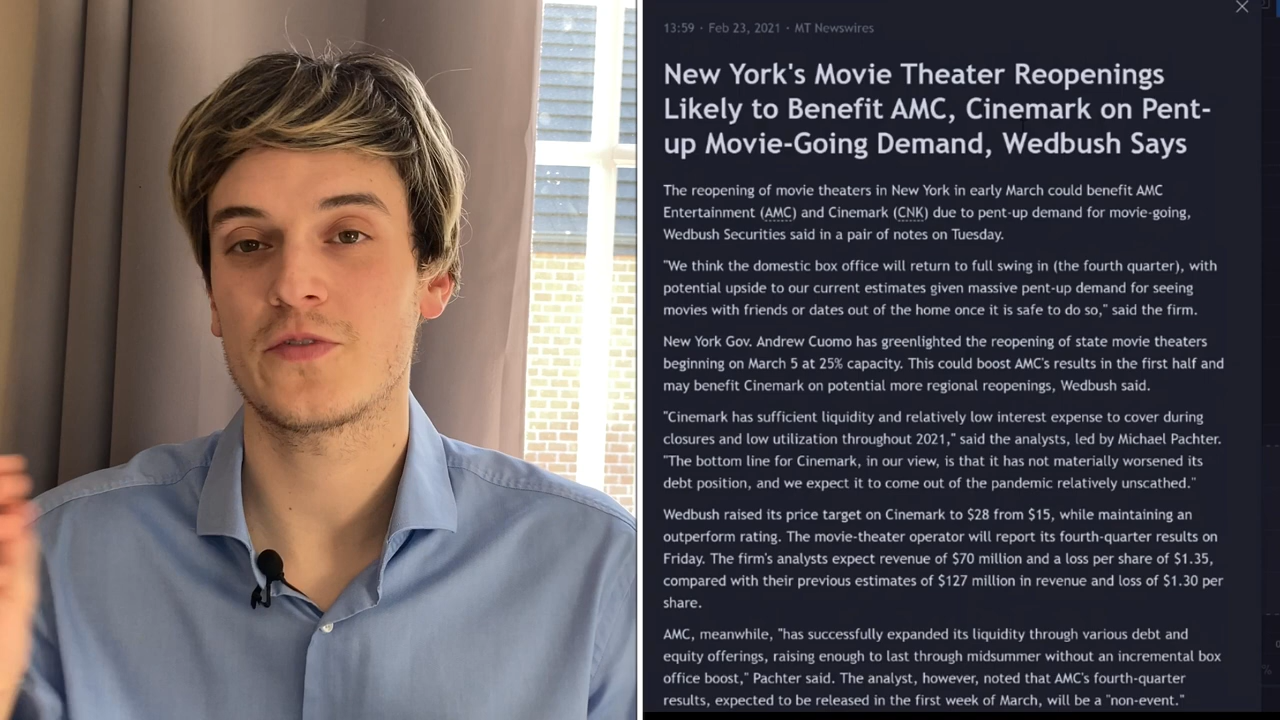 13:59 · Feb 23, 2021 · MT Newswires
New York's Movie Theater Reopenings
Likely to Benefit AMC, Cinemark on Pent-
up Movie-Going Demand, Wedbush Says
The reopening of movie theaters in New York in early March could benefit AMC
Entertainment (AMC) and Cinemark (CNK) due to pent-up demand for movie-going,
Wedbush Securities said in a pair of notes on Tuesday.
"We think the domestic box office will return to full swing in (the fourth quarter), with
potential upside to our current estimates given massive pent-up demand for seeing
movies with friends or dates out of the home once it is safe to do so," said the firm.
New York Gov. Andrew Cuomo has greenlighted the reopening of state movie theaters
beginning on March 5 at 25% capacity. This could boost AMC's results in the first half and
may benefit Cinemark on potential more regional reopenings, Wedbush said.
"Cinemark has sufficient liquidity and relatively low interest expense to cover during
closures and low utilization throughout 2021," said the analysts, led by Michael Pachter.
"The bottom line for Cinemark, in our view, is that it has not materially worsened its
debt position, and we expect it to come out of the pandemic relatively unscathed."
Wedbush raised its price target on Cinemark to $28 from $15, while maintaining an
outperform rating. The movie-theater operator will report its fourth-quarter results on
Friday. The firm's analysts expect revenue of $70 million and a loss per share of $1.35,
compared with their previous estimates of $127 million in revenue and loss of $1.30 per
share.
AMC, meanwhile, "has successfully expanded its liquidity through various debt and
equity offerings, raising enough to last through midsummer without an incremental box
office boost," Pachter said. The analyst, however, noted that AMC's fourth-quarter
results, expected to be released in the first week of March, will be a "non-event."